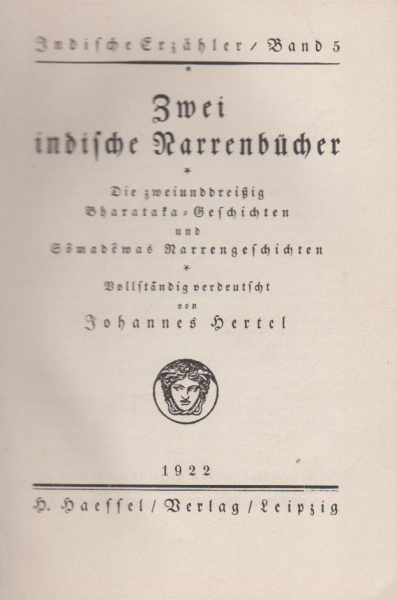 Indische Erzähler / Band 5
*
Zwei
indische Narrenbücher
*
Die zweiunddreißig
Bharataka-Geschichten
und
Sômadêwas Narrengeschichten
*
Vollständig verdeutscht
von
Johannes Hertel
1922
H. Haessel / Verlag / Leipzig